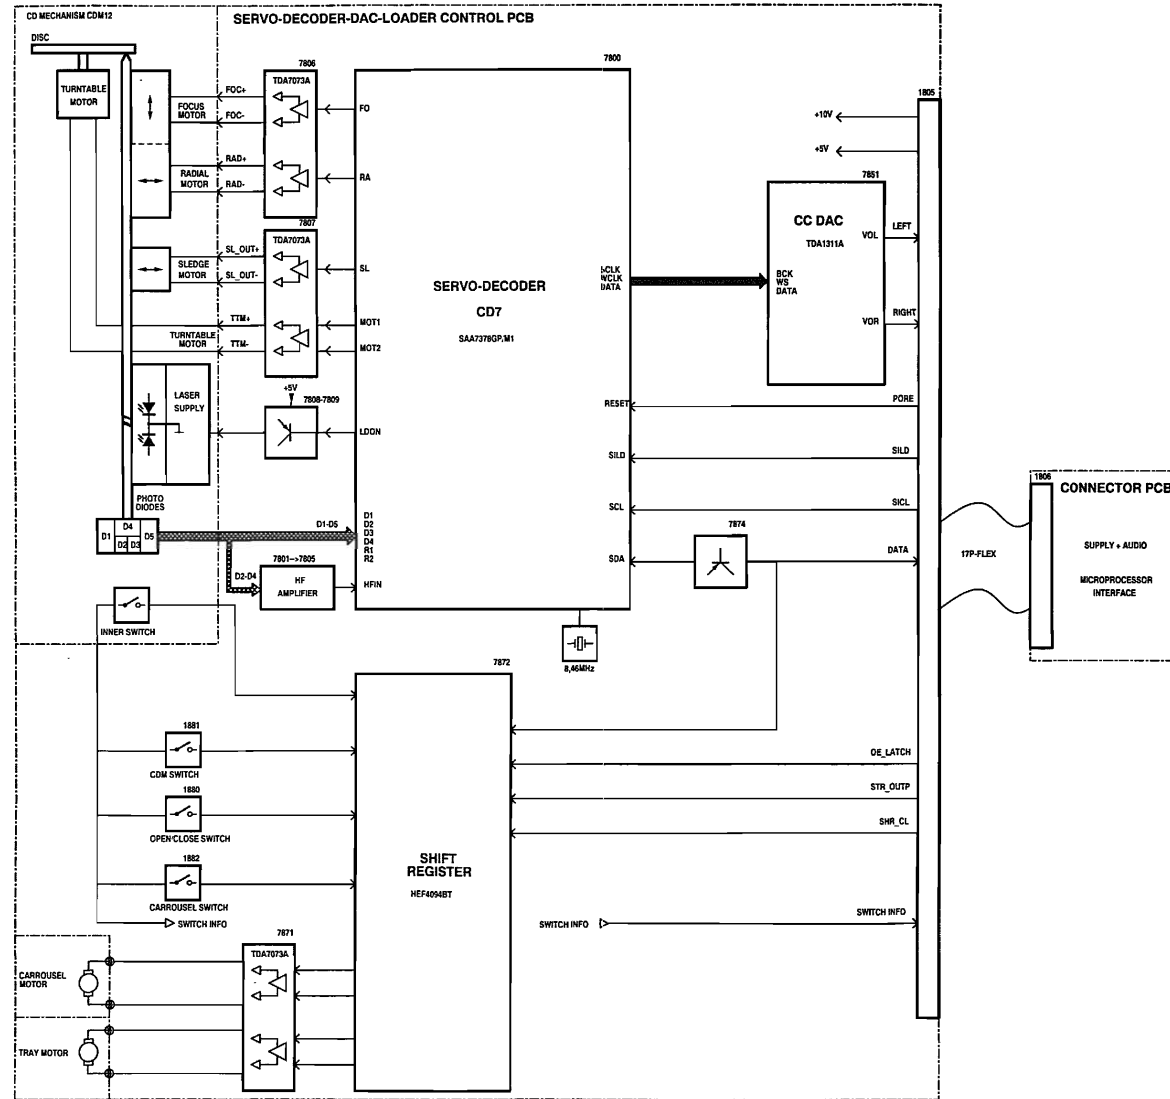 CD MECHANISM CDM12
SERVO-DECODER-DAC-LOADER CONTROL PCB
DISC
TURNTABLE
MOTOR
FOCUS
MOTOR
RADIAL
MOTOR
SLEDGE
MOTOR
TURNTABLE
MOTOR
FOC+
FOC-
RAD+
RAD-
SL_OUT+
SL_OUT-
TTM+
TTM-
7806
TDA7073A
7807
TDA7073A
+5V
7808-7809
LASER
SUPPLY
PHOTO
DIODES
D1
D4
D2
D3
D5
D1-D5
D2-D4
7801->7805
HF
AMPLIFIER
INNER SWITCH
7800
FO
RA
SL
MOT1
MOT2
LDON
D1
D2
D3
D4
R1
R2
HFIN
SERVO-DECODER
CD7
SAA7378GP.M1
WCLK
DATA
RESET
SILD
SCL
SDA
8,46MHz
7851
CC DAC
TDA1311A
BCK
WS
DATA
VOL
VOR
LEFT
RIGHT
1805
+10V
+5V
PORE
SILD
SICL
DATA
7874
17P-FLEX
1806
CONNECTOR PCB
SUPPLY + AUDIO
MICROPROCESSOR
INTERFACE
7872
SHIFT
REGISTER
HEF4094BT
OE_LATCH
STR_OUTP
SHR_CL
SWITCH INFO
SWITCH INFO
1881
CDM SWITCH
1880
OPEN/CLOSE SWITCH
1882
CARROUSEL SWITCH
SWITCH INFO
7871
TDA7073A
CARROUSEL
MOTOR
TRAY MOTOR